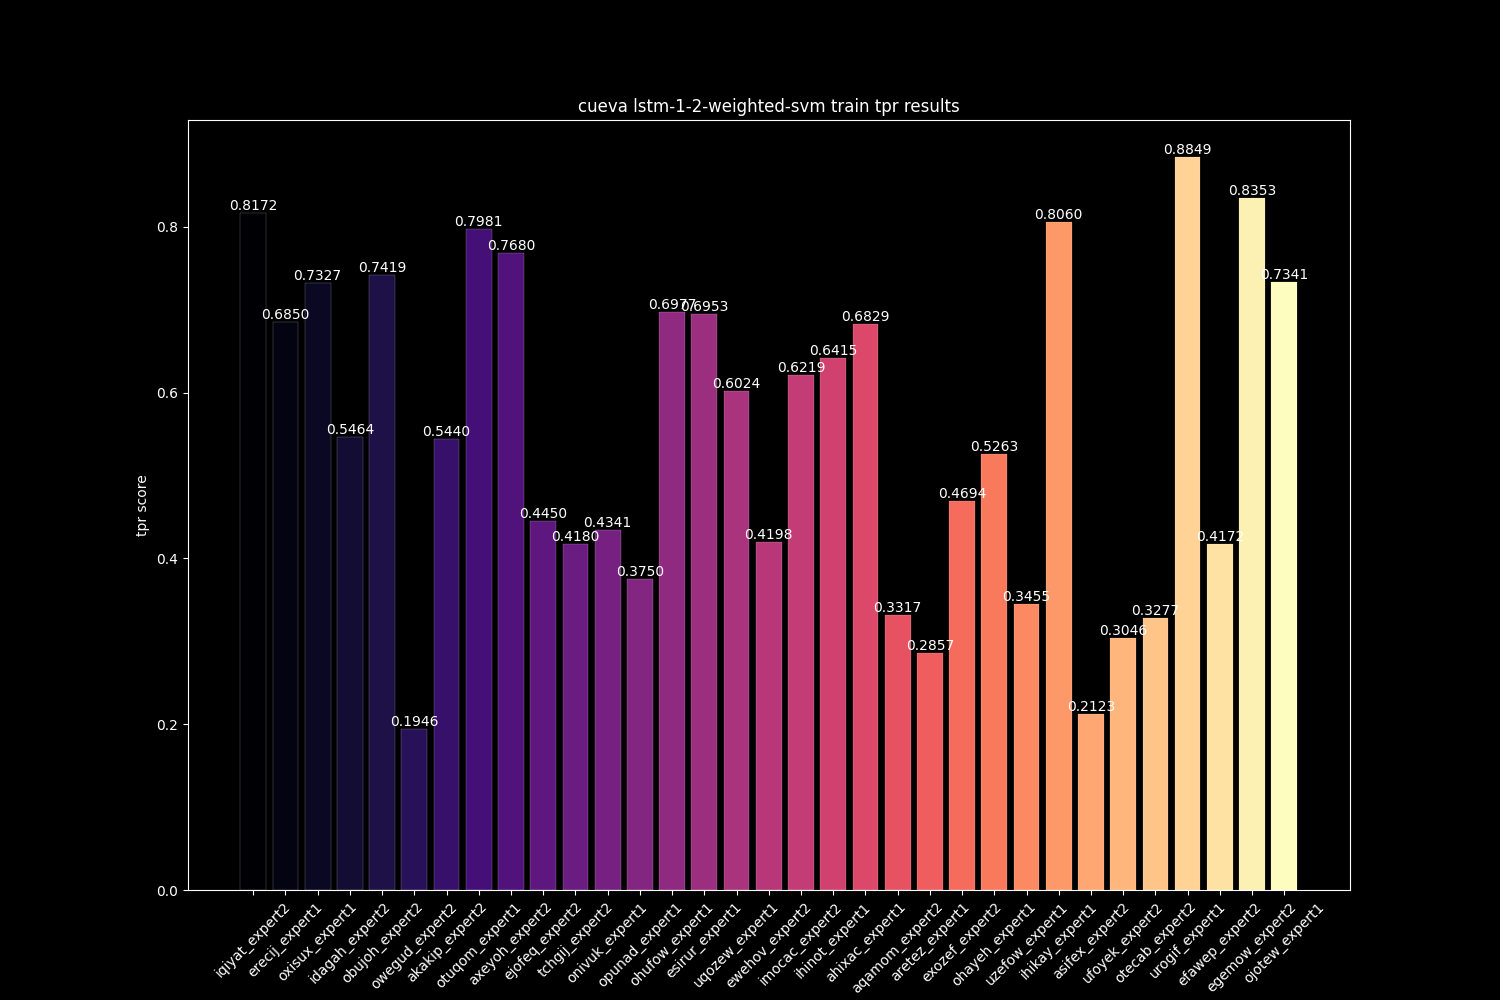 cueva lstm-1-2-weighted-svm train tpr results
tpr score
0.8
0.6
0.4
0.2
0.0
0.8172
0.6850
0.7327
0.5464
0.7419
0.1946
0.5440
0.7981
0.7680
0.4450
0.4180
0.4341
0.3750
0.6977
0.6953
0.6024
0.4198
0.6219
0.6415
0.6829
0.3317
0.2857
0.4694
0.5263
0.3455
0.8060
0.2123
0.3046
0.3277
0.8849
0.4172
0.8353
0.7341
iqjyat_expert2
erecij_expert1
oxisux_expert1
idagah_expert2
obujoh_expert2
owegud_expert2
akakip_expert2
otuqom_expert1
axeyoh_expert2
ejofeq_expert2
tchgjj_expert2
onivuk_expert1
opunad_expert1
ohufow_expert1
esirur_expert1
uqozew_expert1
ewehov_expert2
imocac_expert2
ihinot_expert1
ahixac_expert1
aqamom_expert2
aretez_expert1
exozef_expert2
ohayeh_expert1
uzefow_expert1
ihikay_expert1
asifex_expert2
ufoyek_expert2
otecab_expert2
urogif_expert1
efawep_expert2
egemow_expert2
ojotew_expert1